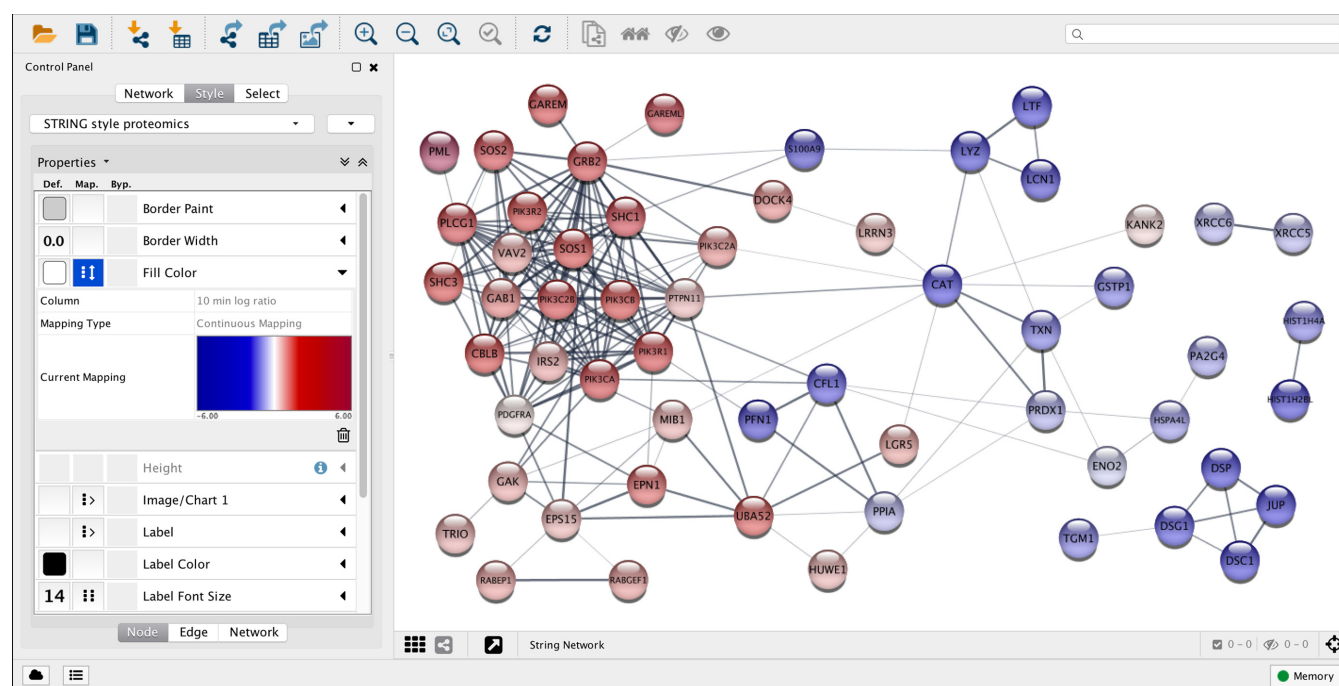 Control Panel
Network Style Select
STRING style proteomics
Properties
Def. Map. Byp.
Border Paint
0.0 Border Width
Fill Color
Column 10 min log ratio
Mapping Type Continuous Mapping
Current Mapping
-6.00 6.00
Height
Image/Chart 1
Label
Label Color
14 Label Font Size
Node Edge Network
GAREM
GAREML
LTF
PML
SOS2
GRB2
S100A9
LYZ
LCN1
PLCG1
PIK3R2
SHC1
DOCK4
LRRN3
KANK2
XRCC6
XRCC5
VAV2
SOS1
PIK3C2A
SHC3
GAB1
PIK3C2B
PIK3CB
PTPN11
CAT
GSTP1
HIST1H4A
TXN
CBLB
IRS2
PIK3R1
PA2G4
PIK3CA
CFL1
HIST1H2BL
PDGFRA
MIB1
PFN1
PRDX1
HSPA4L
LGR5
GAK
EPN1
ENO2
DSP
TRIO
EPS15
UBA52
PPIA
JUP
TGM1
DSG1
DSC1
RABEP1
RABGEF1
HUWE1
String Network
0 - 0 0 - 0
Memory